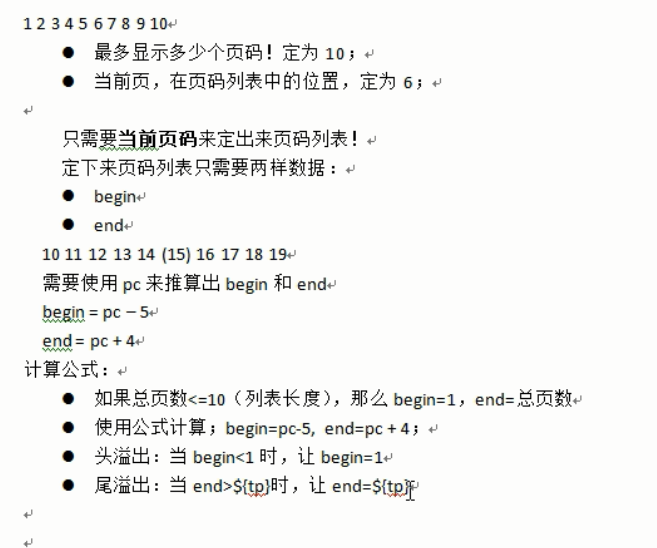 1 2 3 4 5 6 7 8 9 10
● 最多显示多少个页码！定为 10；
● 当前页，在页码列表中的位置，定为 6；
只需要当前页码来定出来页码列表！
定下来页码列表只需要两样数据：
● begin
● end
10 11 12 13 14 (15) 16 17 18 19
需要使用 pc 来推算出 begin 和 end
begin = pc – 5
end = pc + 4
计算公式：
● 如果总页数<=10（列表长度），那么 begin=1，end=总页数
● 使用公式计算；begin=pc-5, end=pc + 4；
● 头溢出：当 begin<1 时，让 begin=1
● 尾溢出：当 end>${tp}时，让 end=${tp}